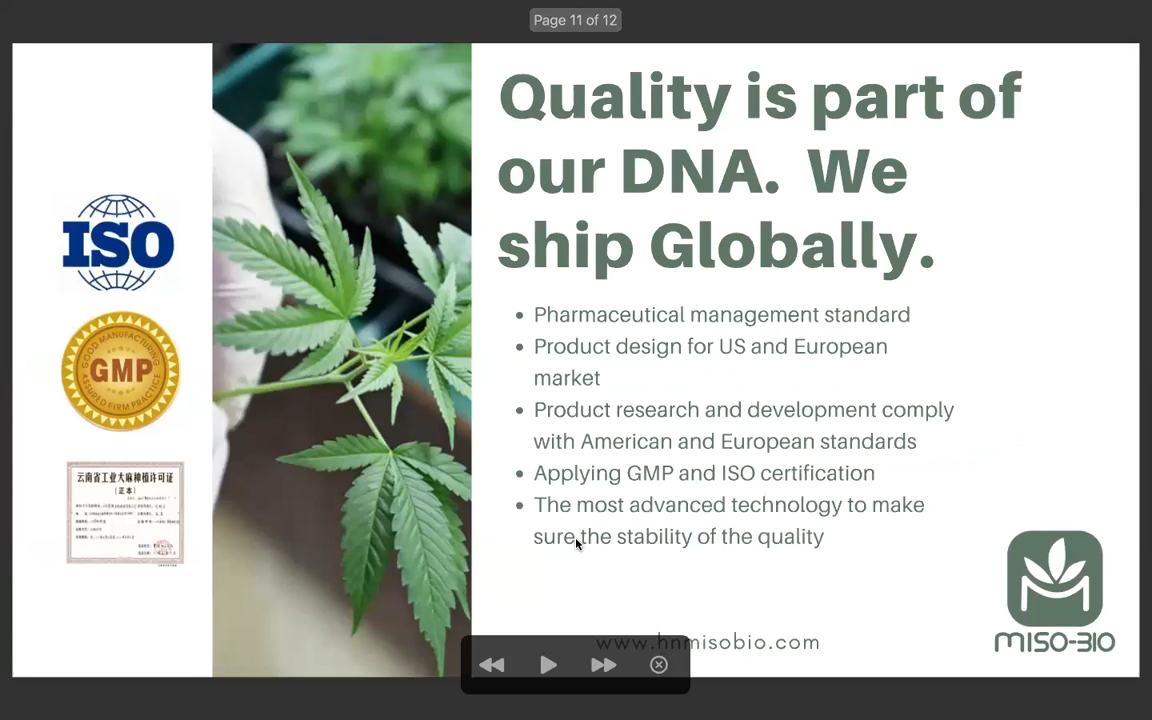 Page 11 of 12
Quality is part of
our DNA. We
ship Globally.
ISO
GOOD MANUFACTURING
GMP
ASSURED FIRM PRACTICE
云南省工业大麻种植许可证
(正本)
• Pharmaceutical management standard
• Product design for US and European
market
• Product research and development comply
with American and European standards
• Applying GMP and ISO certification
• The most advanced technology to make
sure the stability of the quality
www.hnmisobio.com
MISO-BIO